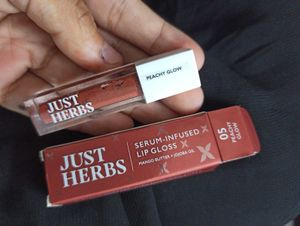 JUST
HERBS
PEACHY GLOW
JUST
HERBS
SERUM-INFUSED
LIP GLOSS
MANGO BUTTER + JOJOBA OIL
05
PEACHY
GLOW